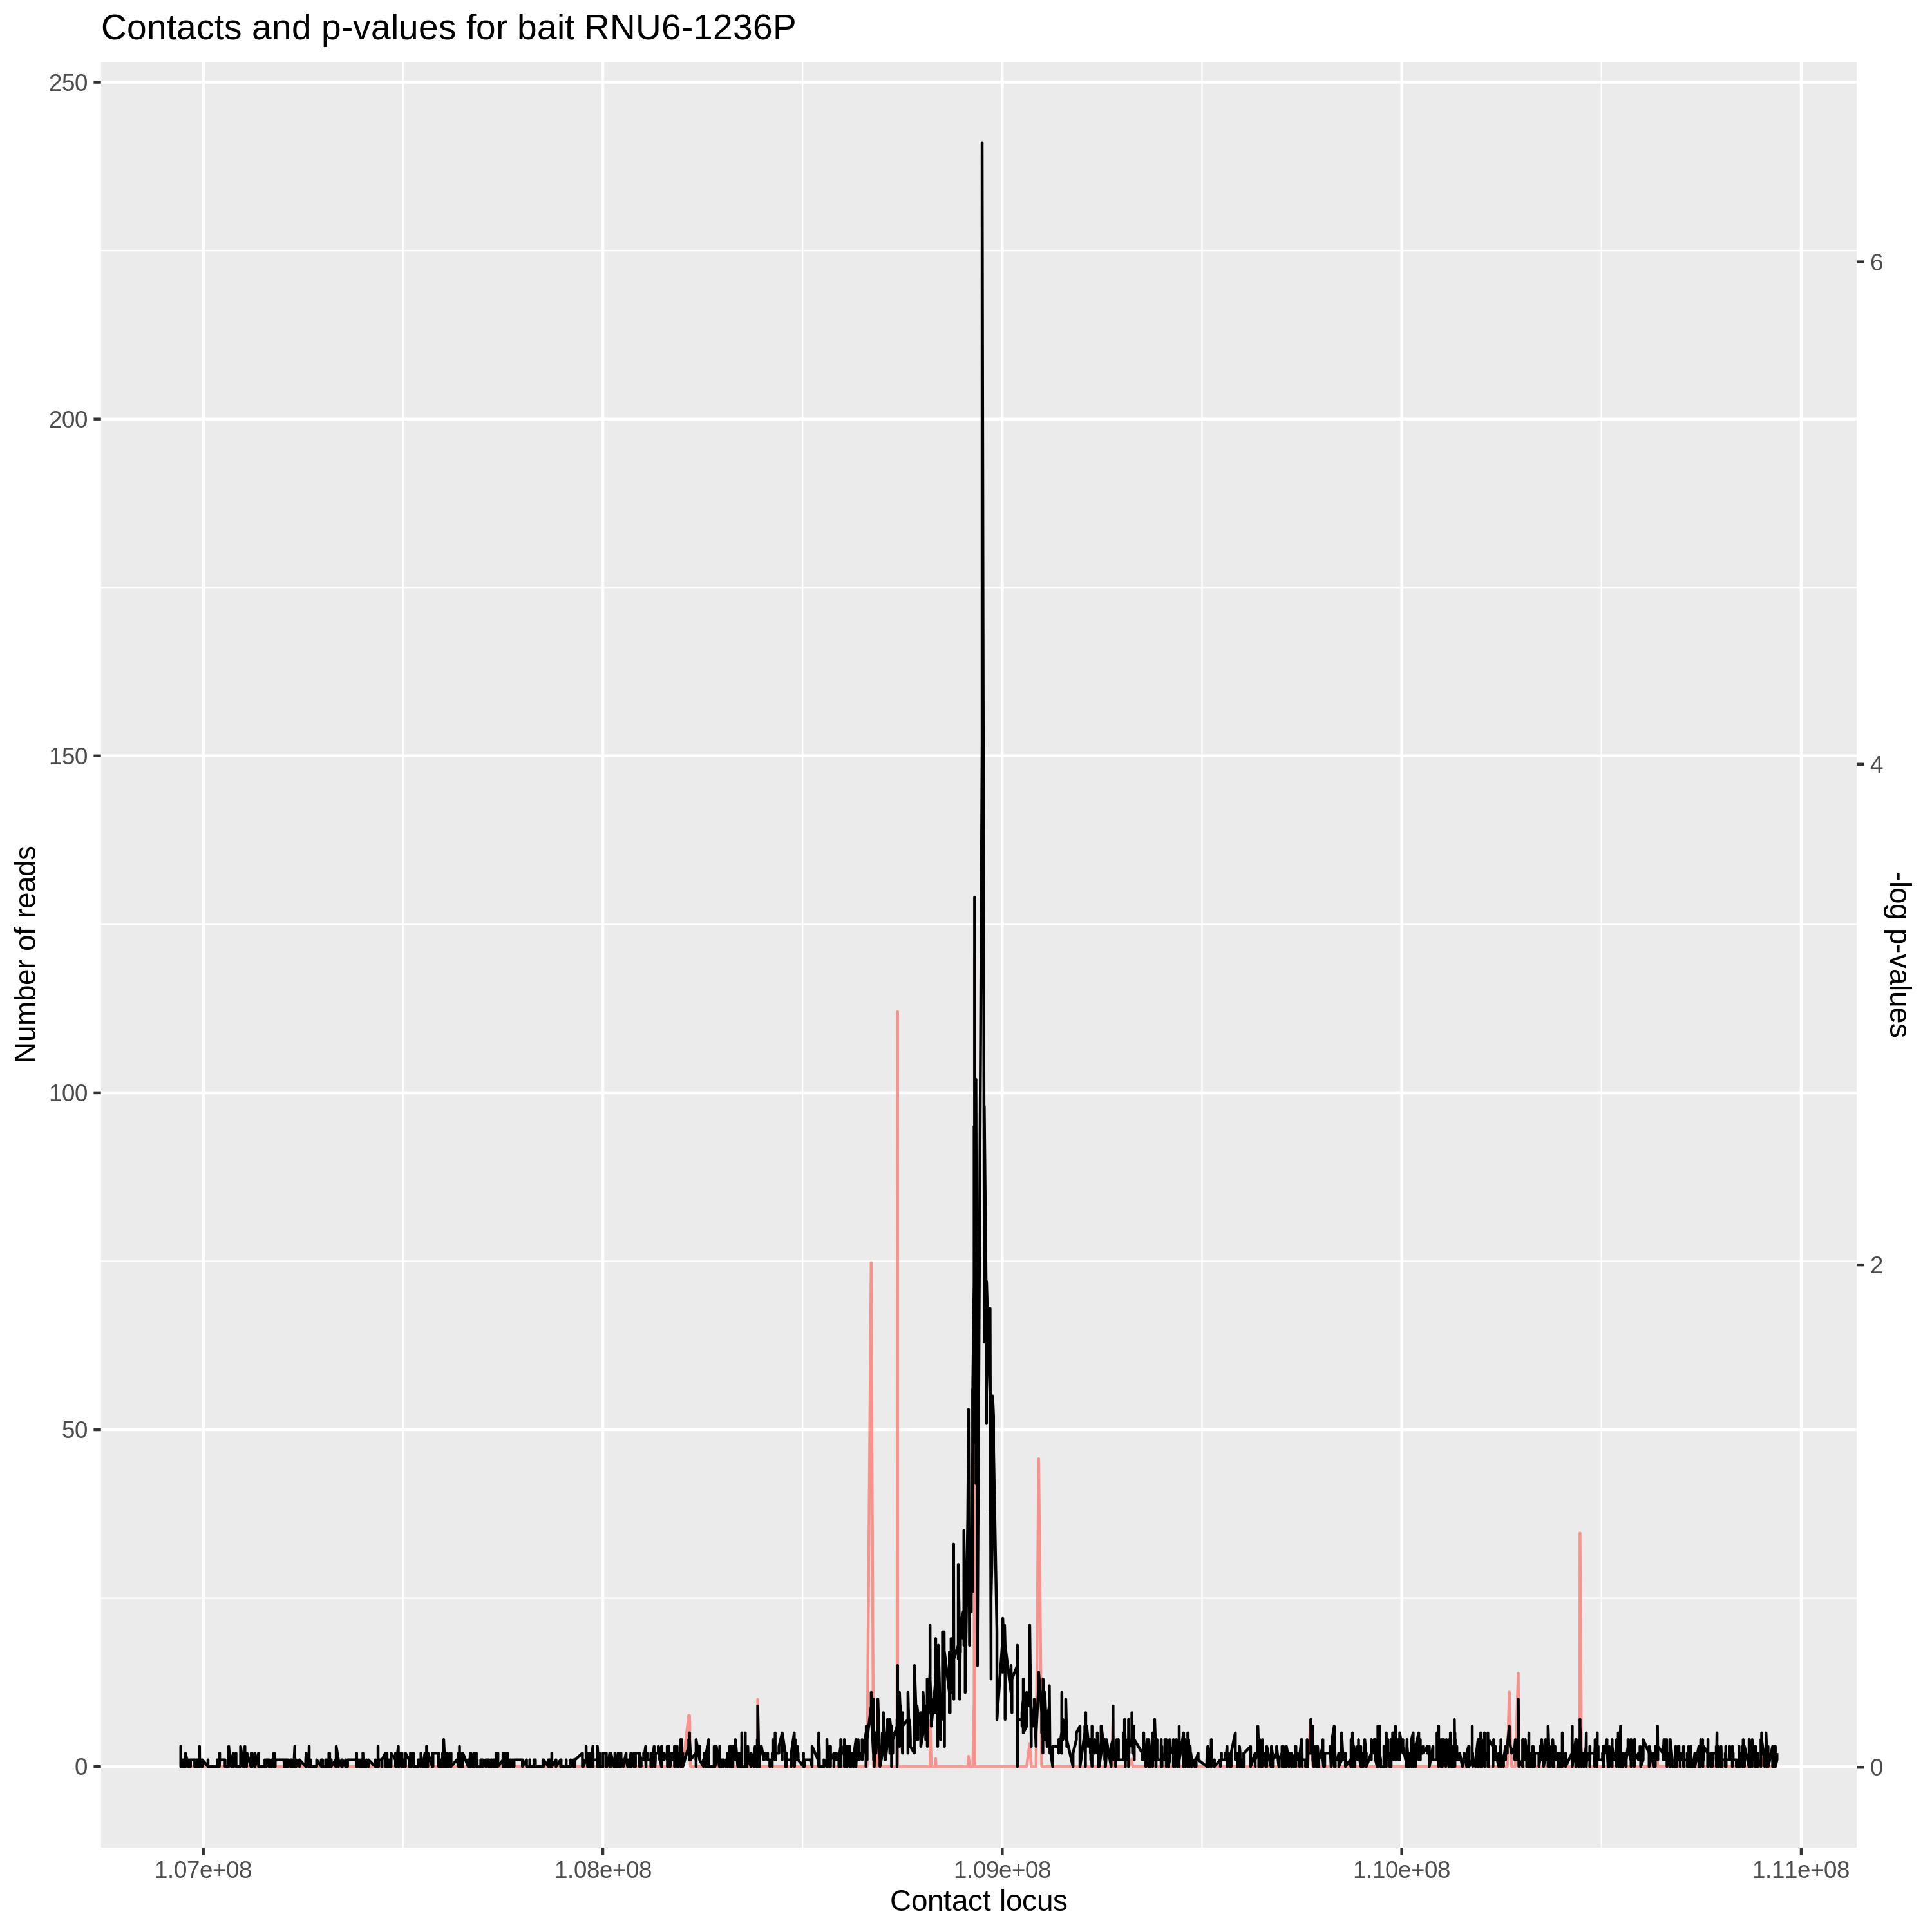 Contacts and p-values for bait RNU6-1236P
250
200
150
100
50
0
Number of reads
6
4
2
0
-log p-values
1.07e+08
1.08e+08
1.09e+08
1.10e+08
1.11e+08
Contact locus